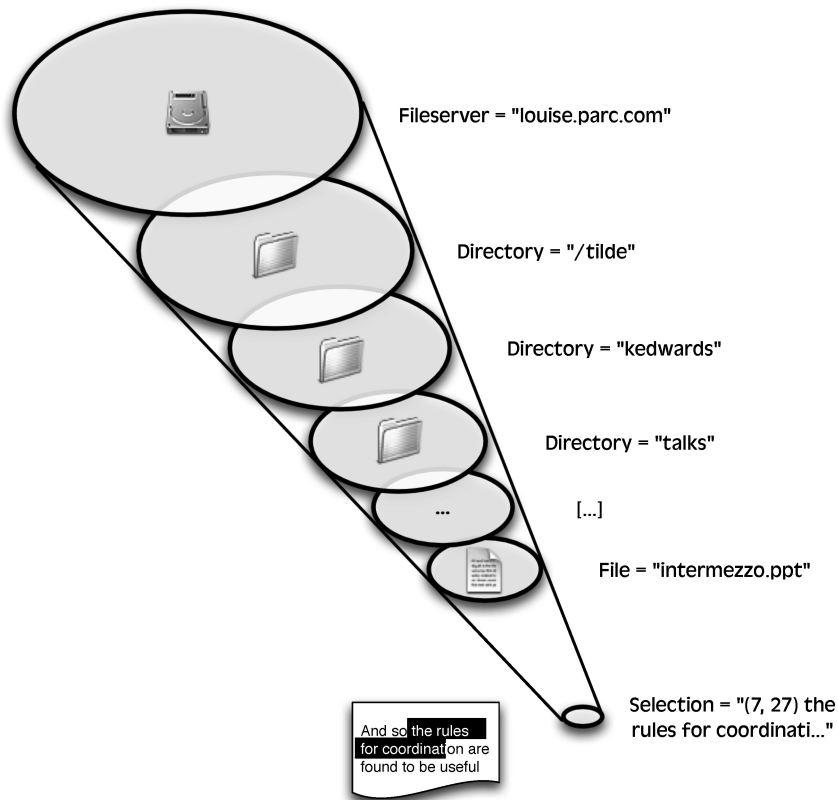 Fileserver = "louise.parc.com"
Directory = "/tilde"
Directory = "kedwards"
Directory = "talks"
...
[...]
File = "intermezzo.ppt"
Selection = "(7, 27) the
rules for coordinati..."
And so the rules
for coordination are
found to be useful